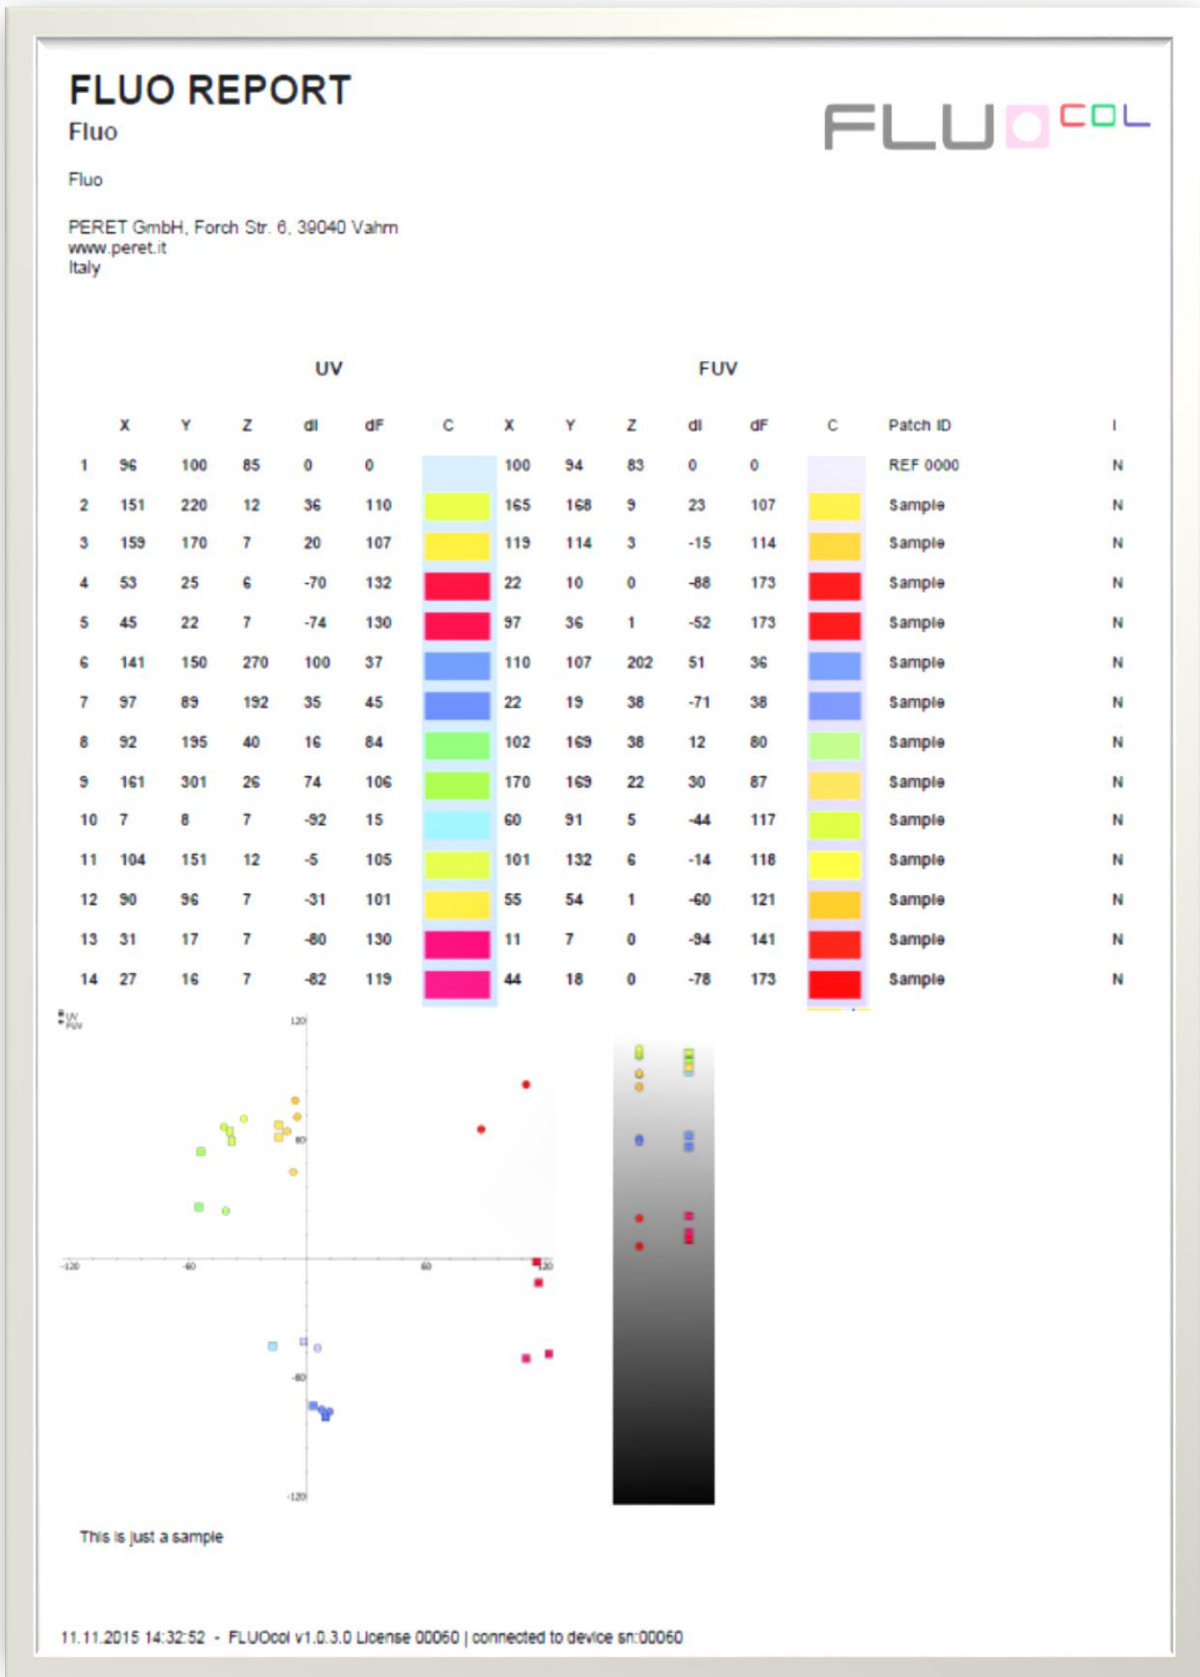 FLUO REPORT
FLUO COL
Fluo
Fluo
PERET GmbH, Forch Str. 6, 39040 Vahrn
www.peret.it
Italy
UV FUV
X Y Z dI dF C X Y Z dI dF C Patch ID I
1 96 100 85 0 0 100 94 83 0 0 REF 0000 N
2 151 220 12 36 110 165 168 9 23 107 Sample N
3 159 170 7 20 107 119 114 3 -15 114 Sample N
4 53 25 6 -70 132 22 10 0 -88 173 Sample N
5 45 22 7 -74 130 97 36 1 -52 173 Sample N
6 141 150 270 100 37 110 107 202 51 36 Sample N
7 97 89 192 35 45 22 19 38 -71 38 Sample N
8 92 195 40 16 84 102 169 38 12 80 Sample N
9 161 301 26 74 106 170 169 22 30 87 Sample N
10 7 8 7 -92 15 60 91 5 -44 117 Sample N
11 104 151 12 -5 105 101 132 6 -14 118 Sample N
12 90 96 7 -31 101 55 54 1 -60 121 Sample N
13 31 17 7 -80 130 11 7 0 -94 141 Sample N
14 27 16 7 -82 119 44 18 0 -78 173 Sample N
UV
FUV
120
60
-120 -60 60 120
-60
-120
This is just a sample
11.11.2015 14:32:52 - FLUOcol v1.0.3.0 License 00060 | connected to device sn:00060